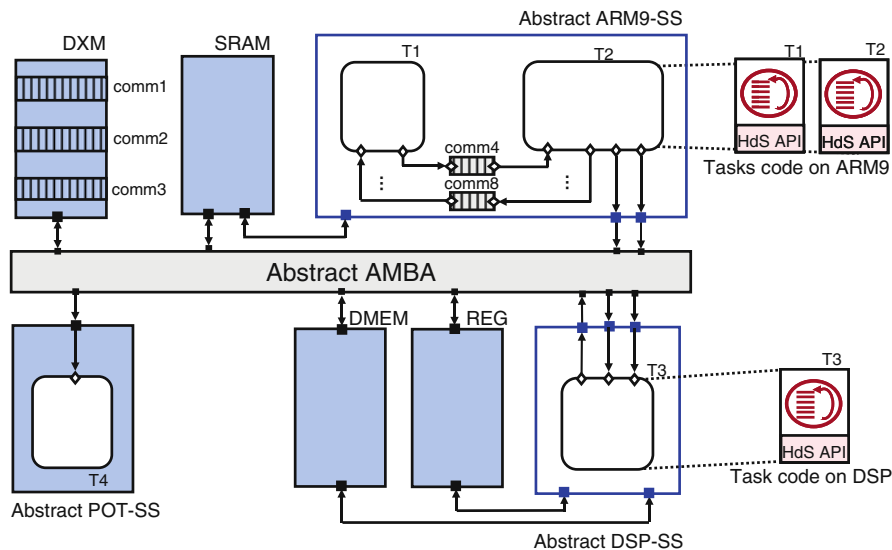 Abstract ARM9-SS
DXM
SRAM
T1
T2
T1
T2
comm1
comm2
comm3
comm4
comm8
...
...
HdS API
HdS API
Tasks code on ARM9
Abstract AMBA
DMEM
REG
T3
T3
T4
HdS API
Task code on DSP
Abstract POT-SS
Abstract DSP-SS